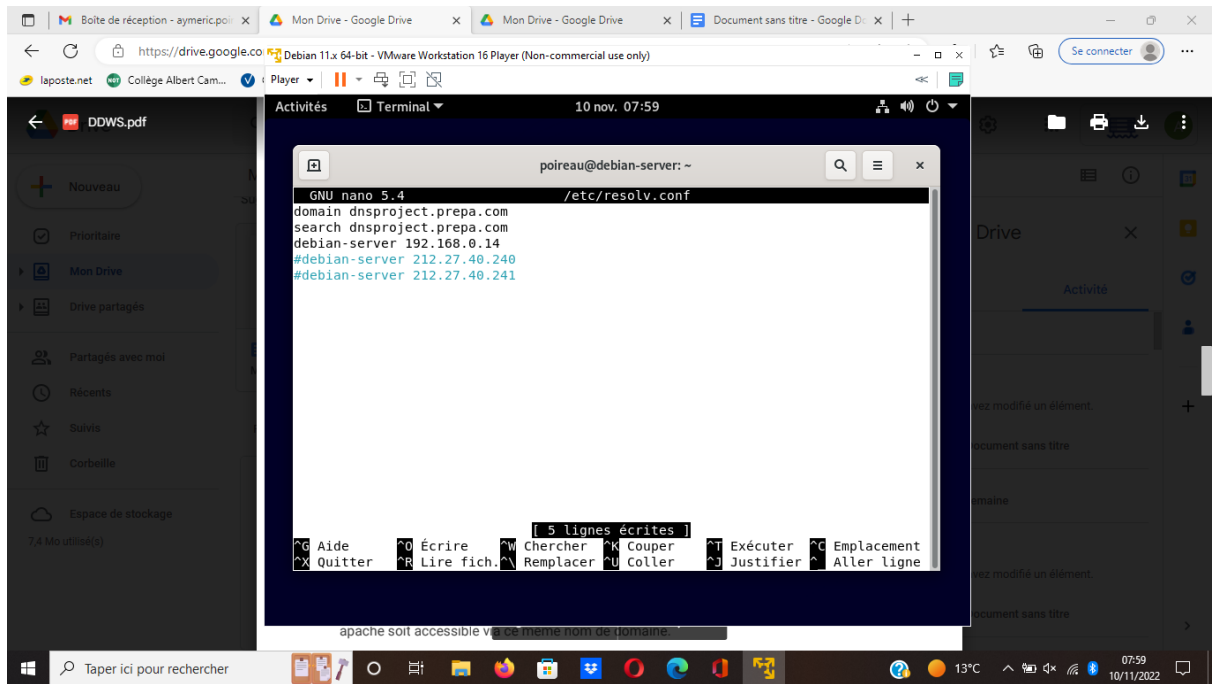 Boîte de réception - aymeric.poi
Mon Drive - Google Drive
Mon Drive - Google Drive
Document sans titre - Google Do
https://drive.google.co
Se connecter
Debian 11.x 64-bit - VMware Workstation 16 Player (Non-commercial use only)
laposte.net
Collège Albert Cam...
Player
Activités
Terminal
10 nov. 07:59
PDF
DDWS.pdf
poireau@debian-server: ~
Nouveau
GNU nano 5.4 /etc/resolv.conf
domain dnsproject.prepa.com
search dnsproject.prepa.com
debian-server 192.168.0.14
#debian-server 212.27.40.240
#debian-server 212.27.40.241
Prioritaire
Mon Drive
Drive partagés
Partagés avec moi
Récents
Suivis
Corbeille
Espace de stockage
7,4 Mo utilisé(s)
Drive
Activité
vez modifié un élément
ocument sans titre
emaine
vez modifié un élément
ocument sans titre
[ 5 lignes écrites ]
^G Aide ^O Écrire ^W Chercher ^K Couper ^T Exécuter ^C Emplacement
^X Quitter ^R Lire fich. ^\ Remplacer ^U Coller ^J Justifier ^_ Aller ligne
apache soit accessible via ce même nom de domaine.
Taper ici pour rechercher
13°C
07:59
10/11/2022